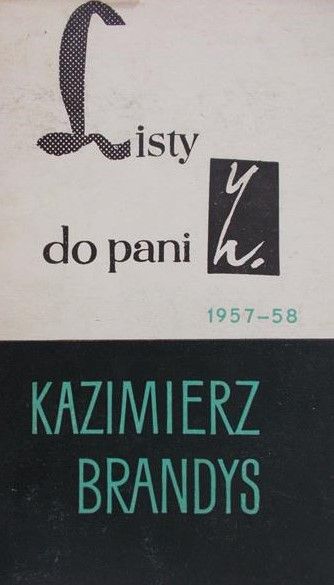 Listy
do pani Z.
1957-58
KAZIMIERZ
BRANDYS